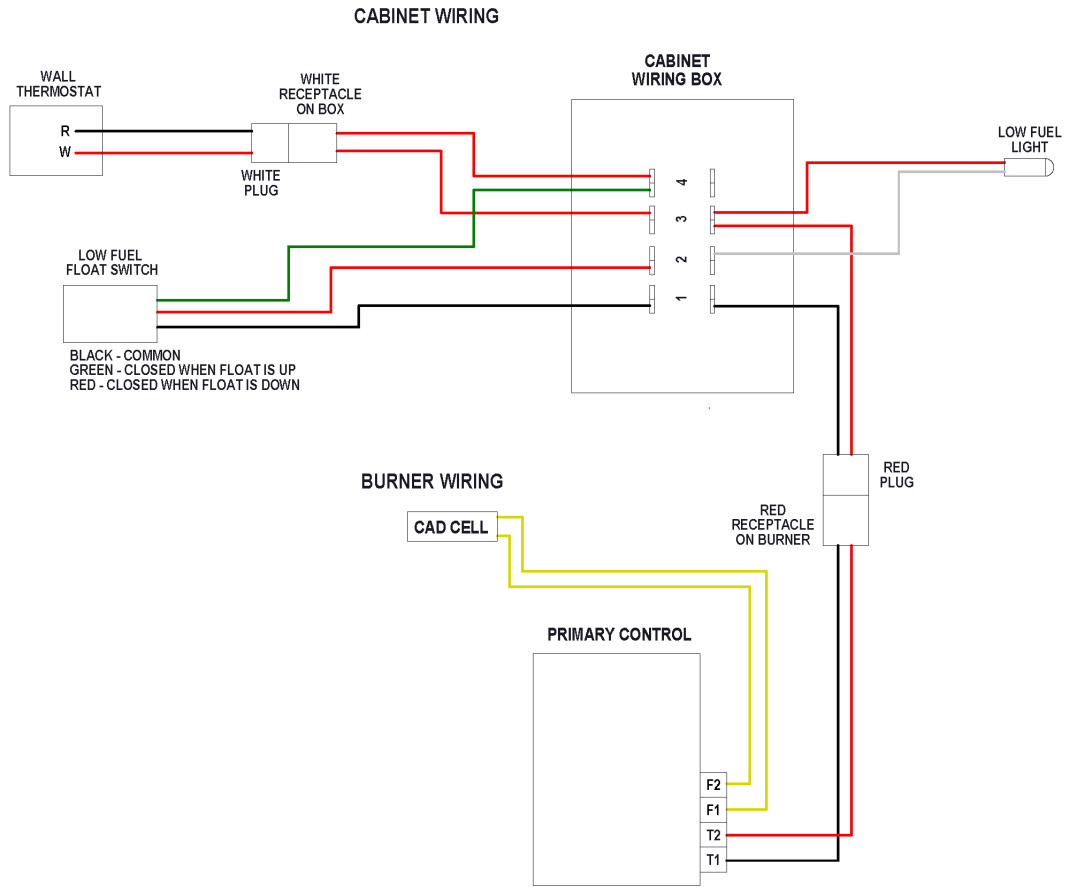 CABINET WIRING
WALL
THERMOSTAT
R
W
WHITE
RECEPTACLE
ON BOX
WHITE
PLUG
CABINET
WIRING BOX
4
3
2
1
LOW FUEL
LIGHT
LOW FUEL
FLOAT SWITCH
BLACK - COMMON
GREEN - CLOSED WHEN FLOAT IS UP
RED - CLOSED WHEN FLOAT IS DOWN
RED
PLUG
RED
RECEPTACLE
ON BURNER
BURNER WIRING
CAD CELL
PRIMARY CONTROL
F2
F1
T2
T1